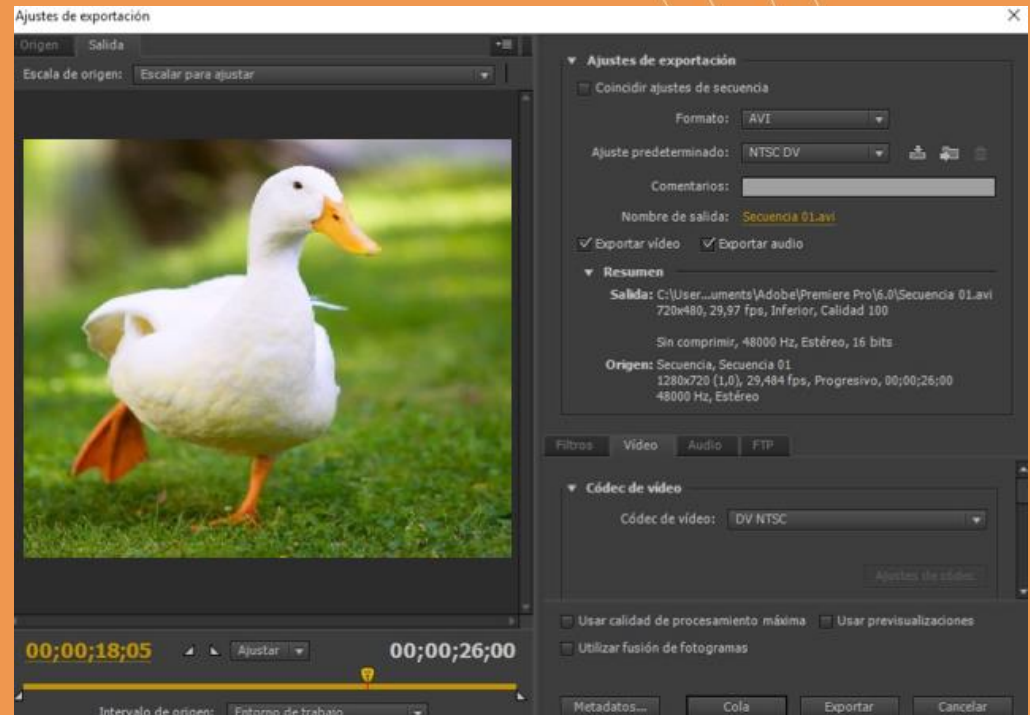 Ajustes de exportación
Origen Salida
Escala de origen: Escalar para ajustar
00;00;18;05 Ajustar 00;00;26;00
Intervalo de origen: Entorno de trabajo
Ajustes de exportación
Coincidir ajustes de secuencia
Formato: AVI
Ajuste predeterminado: NTSC DV
Comentarios:
Nombre de salida: Secuencia 01.avi
Exportar vídeo Exportar audio
Resumen
Salida: C:\User...uments\Adobe\Premiere Pro\6.0\Secuencia 01.avi
720x480, 29,97 fps, Inferior, Calidad 100
Sin comprimir, 48000 Hz, Estéreo, 16 bits
Origen: Secuencia, Secuencia 01
1280x720 (1,0), 29,484 fps, Progresivo, 00;00;26;00
48000 Hz, Estéreo
Filtros Vídeo Audio FTP
Códec de vídeo
Códec de vídeo: DV NTSC
Ajustes de códec
Usar calidad de procesamiento máxima Usar previsualizaciones
Utilizar fusión de fotogramas
Metadatos... Cola Exportar Cancelar